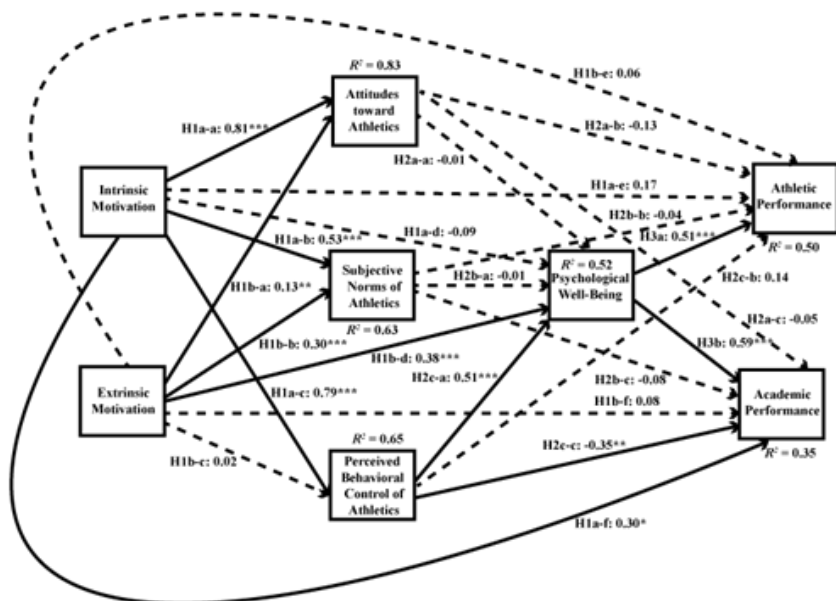 H1b-e: 0.06
R² = 0.83
Attitudes
toward
Athletics
H2a-b: -0.13
H1a-a: 0.81***
H2a-a: -0.01
Intrinsic
Motivation
H1a-e: 0.17
Athletic
Performance
H2b-b: -0.04
H1a-d: -0.09
H3a: 0.51***
H1a-b: 0.53***
R² = 0.50
Subjective
Norms of
Athletics
R² = 0.52
Psychological
Well-Being
H2b-a: -0.01
H2c-b: 0.14
H1b-a: 0.13**
R² = 0.63
H2a-c: -0.05
H1b-b: 0.30***
H3b: 0.59***
H1b-d: 0.38***
Extrinsic
Motivation
H2c-a: 0.51***
H1a-c: 0.79***
H2b-c: -0.08
H1b-f: 0.08
Academic
Performance
R² = 0.65
H1b-c: 0.02
Perceived
Behavioral
Control of
Athletics
H2c-c: -0.35**
R² = 0.35
H1a-f: 0.30*